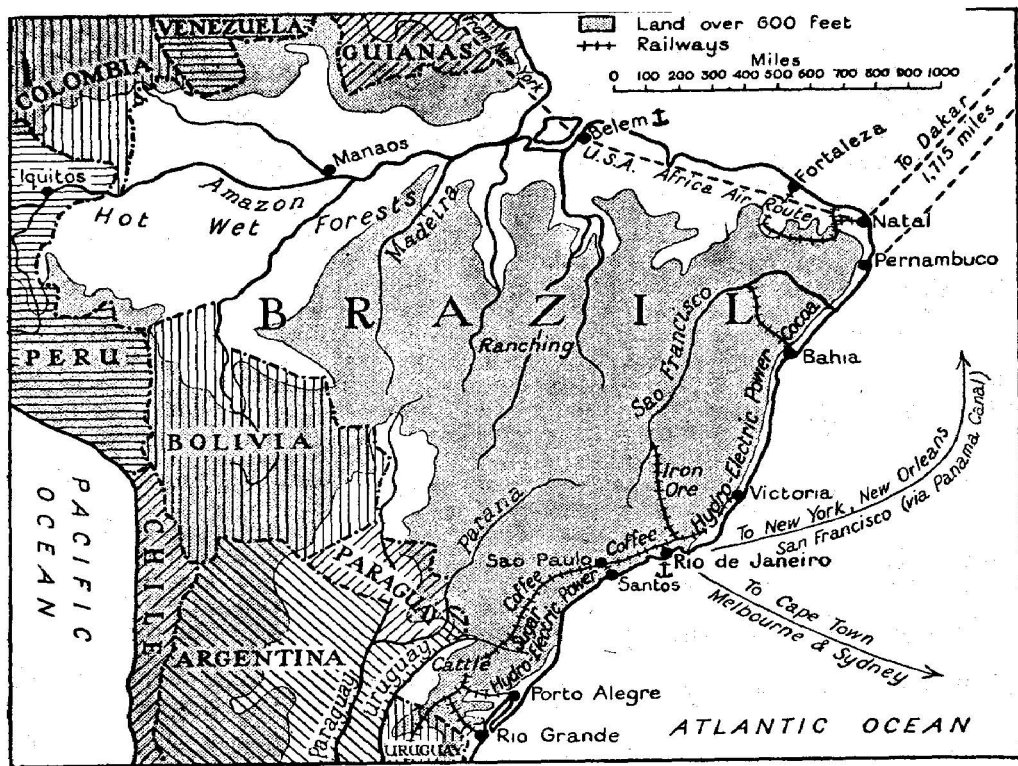 Land over 600 feet
Railways
Miles
0 100 200 300 400 500 600 700 800 900 1000
VENEZUELA
GUIANAS
From New York
COLOMBIA
Belem
Manaos
U.S.A. Africa Air Route
Fortaleza
To Dakar
1,715 miles
Iquitos
Amazon
Hot Wet Forests
Madeira
Natal
Pernambuco
BRAZIL
Sao Francisco
Cocoa
PERU
Ranching
Bahia
BOLIVIA
Hydro-Electric Power
Iron
Ore
Victoria
To New York, New Orleans
San Francisco (via Panama Canal)
PACIFIC
OCEAN
CHILE
Parana
Coffee
Sao Paulo
Rio de Janeiro
PARAGUAY
Santos
Coffee
Sugar
Hydro-Electric Power
To Cape Town
Melbourne & Sydney
ARGENTINA
Cattle
Paraguay
Uruguay
Porto Alegre
ATLANTIC OCEAN
URUGUAY
Rio Grande